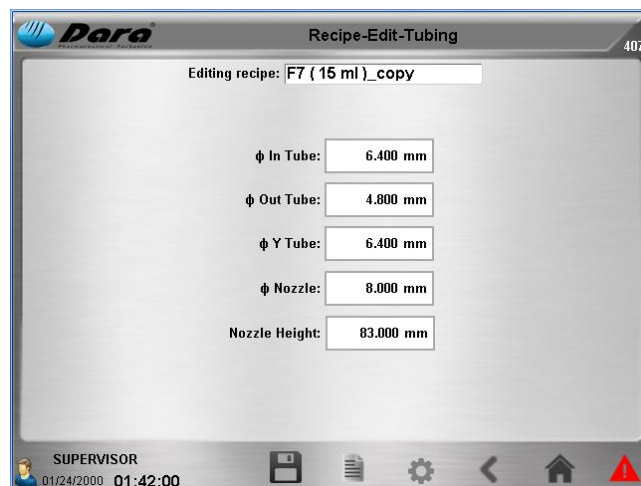 Dara
Pharmaceutical Packaging
Recipe-Edit-Tubing
407
Editing recipe: F7 ( 15 ml )_copy
ϕ In Tube: 6.400 mm
ϕ Out Tube: 4.800 mm
ϕ Y Tube: 6.400 mm
ϕ Nozzle: 8.000 mm
Nozzle Height: 83.000 mm
SUPERVISOR
01/24/2000 01:42:00